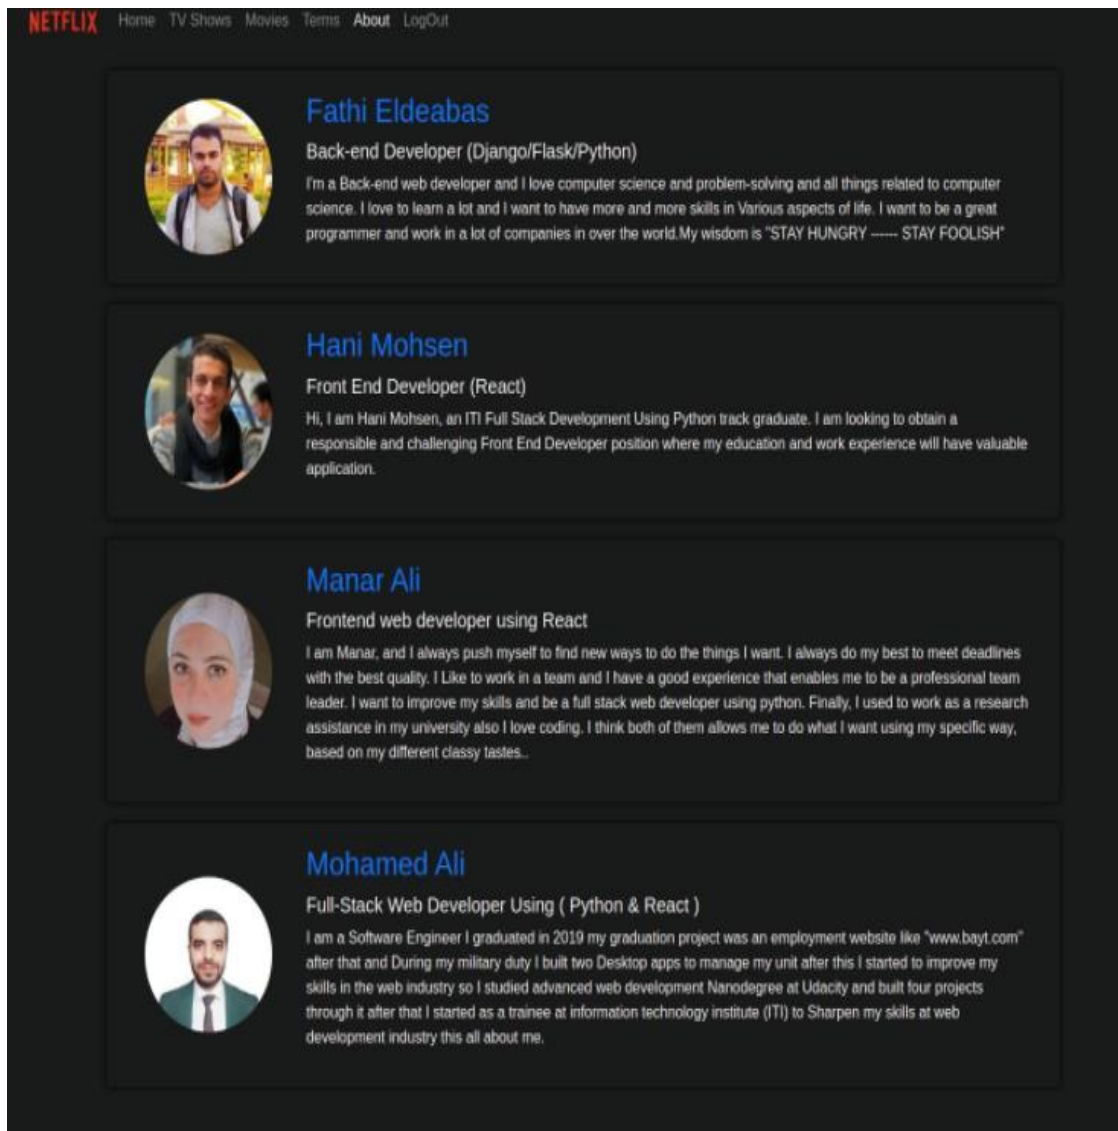 NETFLIX Home TV Shows Movies Terms About LogOut
Fathi Eldeabas
Back-end Developer (Django/Flask/Python)
I'm a Back-end web developer and I love computer science and problem-solving and all things related to computer
science. I love to learn a lot and I want to have more and more skills in Various aspects of life. I want to be a great
programmer and work in a lot of companies in over the world.My wisdom is "STAY HUNGRY ------ STAY FOOLISH"
Hani Mohsen
Front End Developer (React)
Hi, I am Hani Mohsen, an ITI Full Stack Development Using Python track graduate. I am looking to obtain a
responsible and challenging Front End Developer position where my education and work experience will have valuable
application.
Manar Ali
Frontend web developer using React
I am Manar, and I always push myself to find new ways to do the things I want. I always do my best to meet deadlines
with the best quality. I Like to work in a team and I have a good experience that enables me to be a professional team
leader. I want to improve my skills and be a full stack web developer using python. Finally, I used to work as a research
assistance in my university also I love coding. I think both of them allows me to do what I want using my specific way,
based on my different classy tastes..
Mohamed Ali
Full-Stack Web Developer Using ( Python & React )
I am a Software Engineer I graduated in 2019 my graduation project was an employment website like "www.bayt.com"
after that and During my military duty I built two Desktop apps to manage my unit after this I started to improve my
skills in the web industry so I studied advanced web development Nanodegree at Udacity and built four projects
through it after that I started as a trainee at information technology institute (ITI) to Sharpen my skills at web
development industry this all about me.